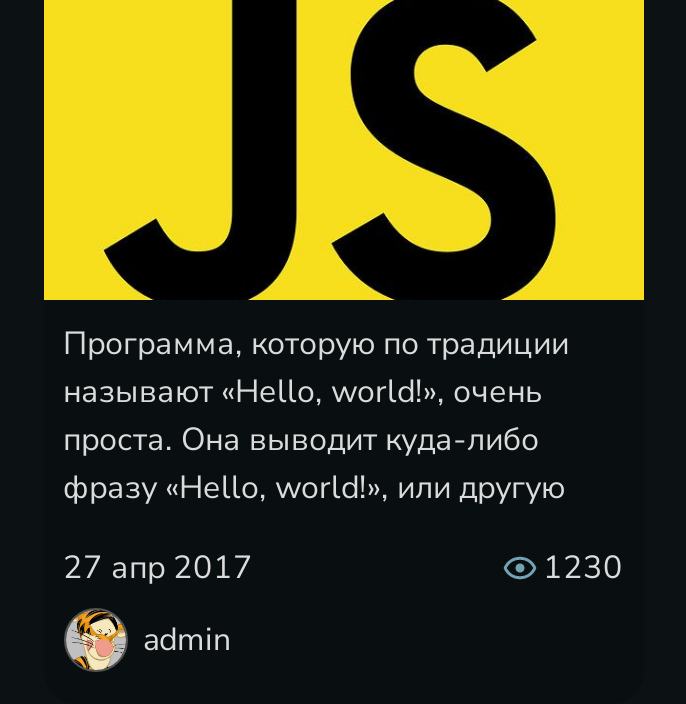 JS
Программа, которую по традиции
называют «Hello, world!», очень
проста. Она выводит куда-либо
фразу «Hello, world!», или другую
27 апр 2017
1230
admin